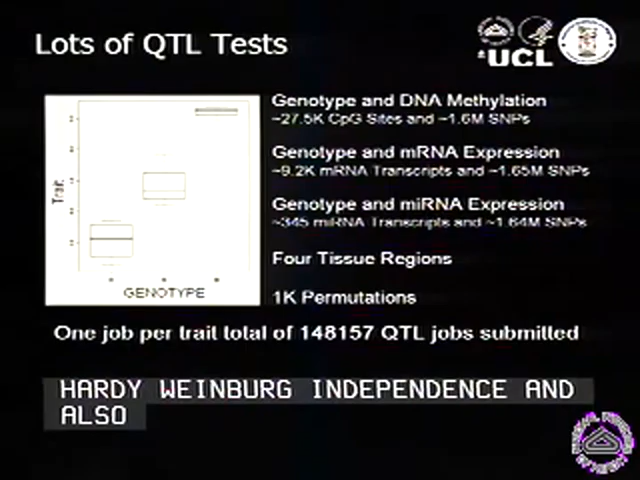 Lots of QTL Tests
UCL
Genotype and DNA Methylation
~27.5K CpG Sites and ~1.6M SNPs
Genotype and mRNA Expression
~9.2K mRNA Transcripts and ~1.65M SNPs
Genotype and miRNA Expression
~345 miRNA Transcripts and ~1.64M SNPs
Four Tissue Regions
1K Permutations
Trait
GENOTYPE
One job per trait total of 148157 QTL jobs submitted
HARDY WEINBURG INDEPENDENCE AND
ALSO